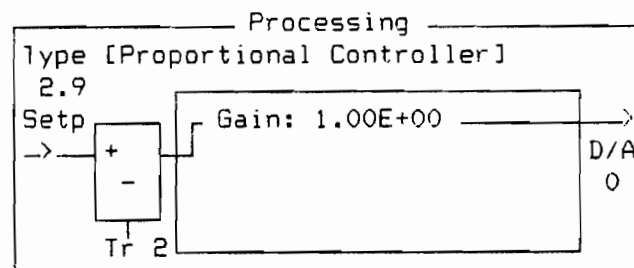 Processing
Type [Proportional Controller]
2.9
Setp
Gain: 1.00E+00
+
D/A
-
0
Tr 2